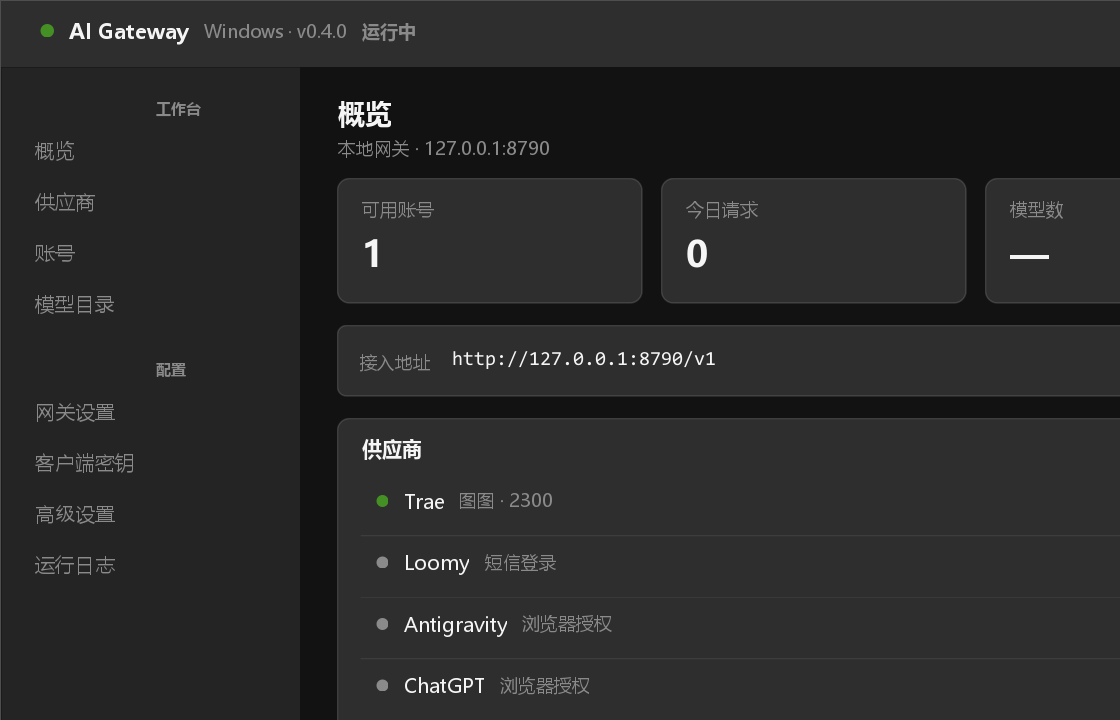 AI Gateway Windows · v0.4.0 运行中
工作台
概览
供应商
账号
模型目录
配置
网关设置
客户端密钥
高级设置
运行日志
概览
本地网关 · 127.0.0.1:8790
可用账号
1
今日请求
0
模型数
—
接入地址 http://127.0.0.1:8790/v1
供应商
Trae 图图 · 2300
Loomy 短信登录
Antigravity 浏览器授权
ChatGPT 浏览器授权